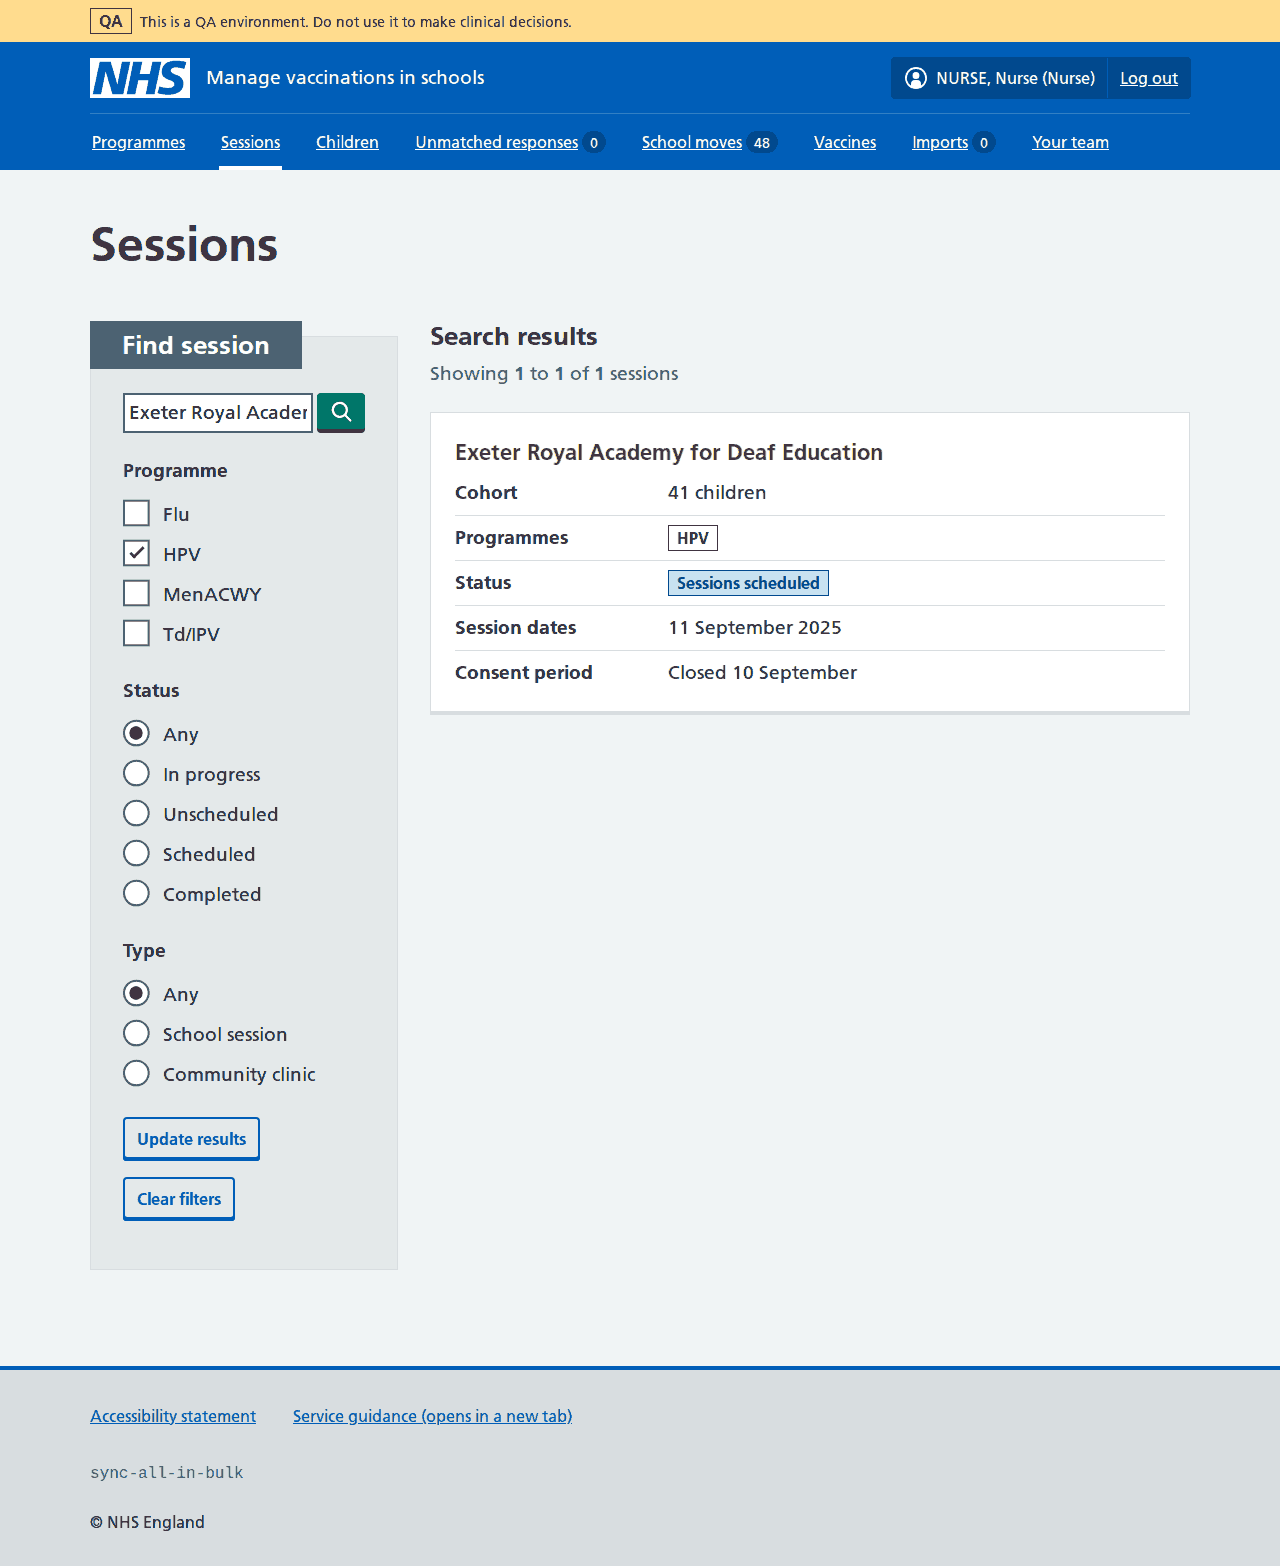 QA This is a QA environment. Do not use it to make clinical decisions.
NHS Manage vaccinations in schools NURSE, Nurse (Nurse) Log out
Programmes Sessions Children Unmatched responses 0 School moves 48 Vaccines Imports 0 Your team
Sessions
Find session
Exeter Royal Academ
Programme
Flu
HPV
MenACWY
Td/IPV
Status
Any
In progress
Unscheduled
Scheduled
Completed
Type
Any
School session
Community clinic
Update results
Clear filters
Search results
Showing 1 to 1 of 1 sessions
Exeter Royal Academy for Deaf Education
Cohort 41 children
Programmes HPV
Status Sessions scheduled
Session dates 11 September 2025
Consent period Closed 10 September
Accessibility statement Service guidance (opens in a new tab)
sync-all-in-bulk
© NHS England